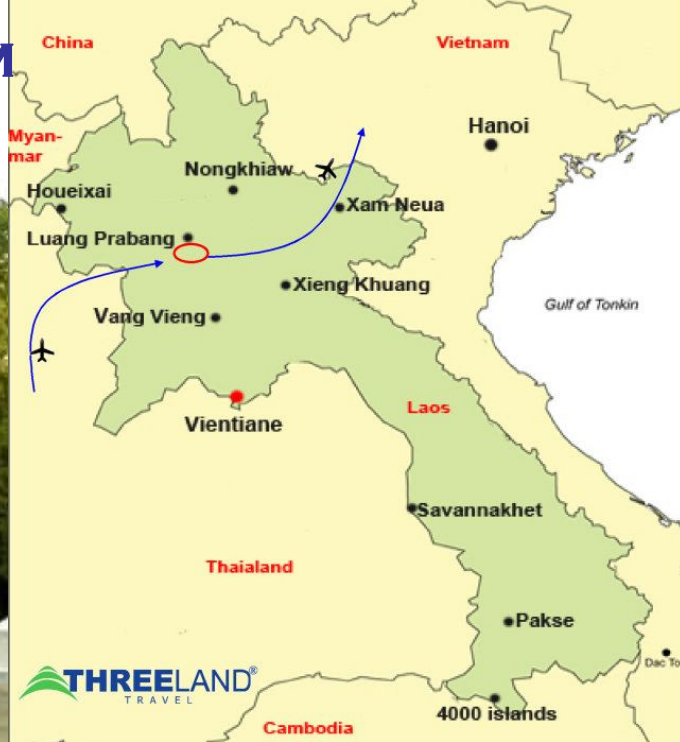 China
Vietnam
Myan-
mar
Hanoi
Nongkhiaw
Houeixai
Xam Neua
Luang Prabang
Xieng Khuang
Gulf of Tonkin
Vang Vieng
Laos
Vientiane
Savannakhet
Thaialand
Pakse
Dac To
THREELAND®
TRAVEL
4000 islands
Cambodia